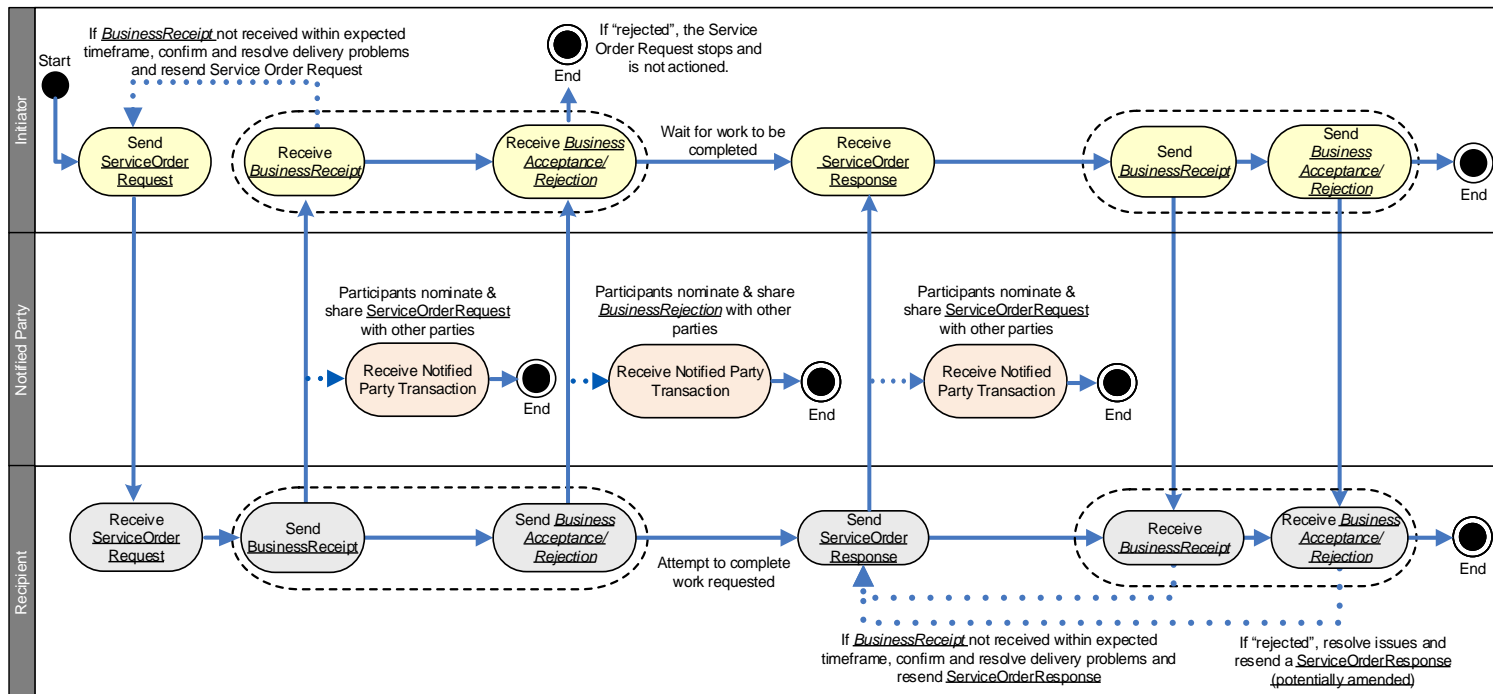 Initiator
Start
If BusinessReceipt not received within expected
timeframe, confirm and resolve delivery problems
and resend Service Order Request
End
If “rejected”, the Service
Order Request stops and
is not actioned.
Send
ServiceOrder
Request
Receive
BusinessReceipt
Receive Business
Acceptance/
Rejection
Wait for work to be
completed
Receive
ServiceOrder
Response
Send
BusinessReceipt
Send
Business
Acceptance/
Rejection
End
Notified Party
Participants nominate &
share ServiceOrderRequest
with other parties
Receive Notified
Party Transaction
End
Participants nominate & share
BusinessRejection with other
parties
Receive Notified Party
Transaction
End
Participants nominate &
share ServiceOrderRequest
with other parties
Receive Notified
Party Transaction
End
Recipient
Receive
ServiceOrder
Request
Send
BusinessReceipt
Send Business
Acceptance/
Rejection
Attempt to complete
work requested
Send
ServiceOrder
Response
Receive
BusinessReceipt
Receive Business
Acceptance/
Rejection
End
If BusinessReceipt not received within expected
timeframe, confirm and resolve delivery problems and
resend ServiceOrderResponse
If “rejected”, resolve issues and
resend a ServiceOrderResponse
(potentially amended)